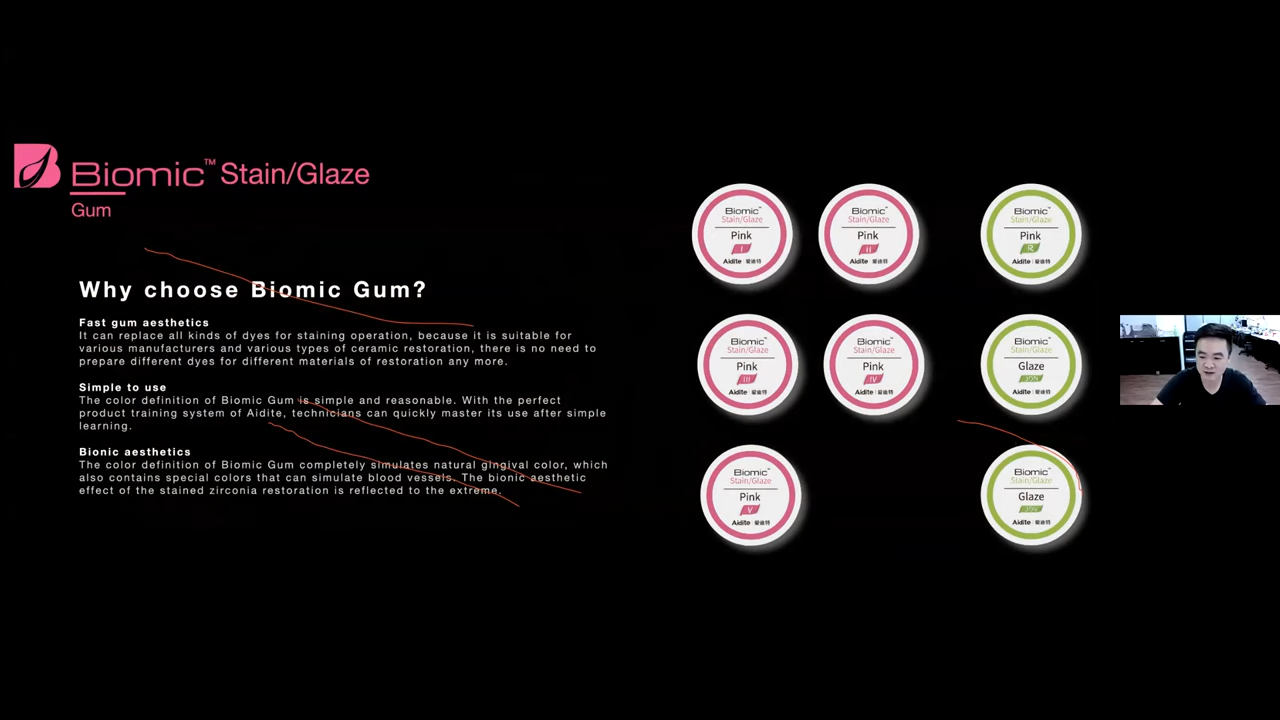 Biomic™ Stain/Glaze
Gum
Why choose Biomic Gum?
Fast gum aesthetics
It can replace all kinds of dyes for staining operation, because it is suitable for
various manufacturers and various types of ceramic restoration, there is no need to
prepare different dyes for different materials of restoration any more.
Simple to use
The color definition of Biomic Gum is simple and reasonable. With the perfect
product training system of Aidite, technicians can quickly master its use after simple
learning.
Bionic aesthetics
The color definition of Biomic Gum completely simulates natural gingival color, which
also contains special colors that can simulate blood vessels. The bionic aesthetic
effect of the stained zirconia restoration is reflected to the extreme.
Biomic™
Stain/Glaze
Pink
I
Aidite 爱迪特
Biomic™
Stain/Glaze
Pink
II
Aidite 爱迪特
Biomic™
Stain/Glaze
Pink
R
Aidite 爱迪特
Biomic™
Stain/Glaze
Pink
III
Aidite 爱迪特
Biomic™
Stain/Glaze
Pink
IV
Aidite 爱迪特
Biomic™
Stain/Glaze
Glaze
Aidite 爱迪特
Biomic™
Stain/Glaze
Pink
V
Aidite 爱迪特
Biomic™
Stain/Glaze
Glaze
Aidite 爱迪特